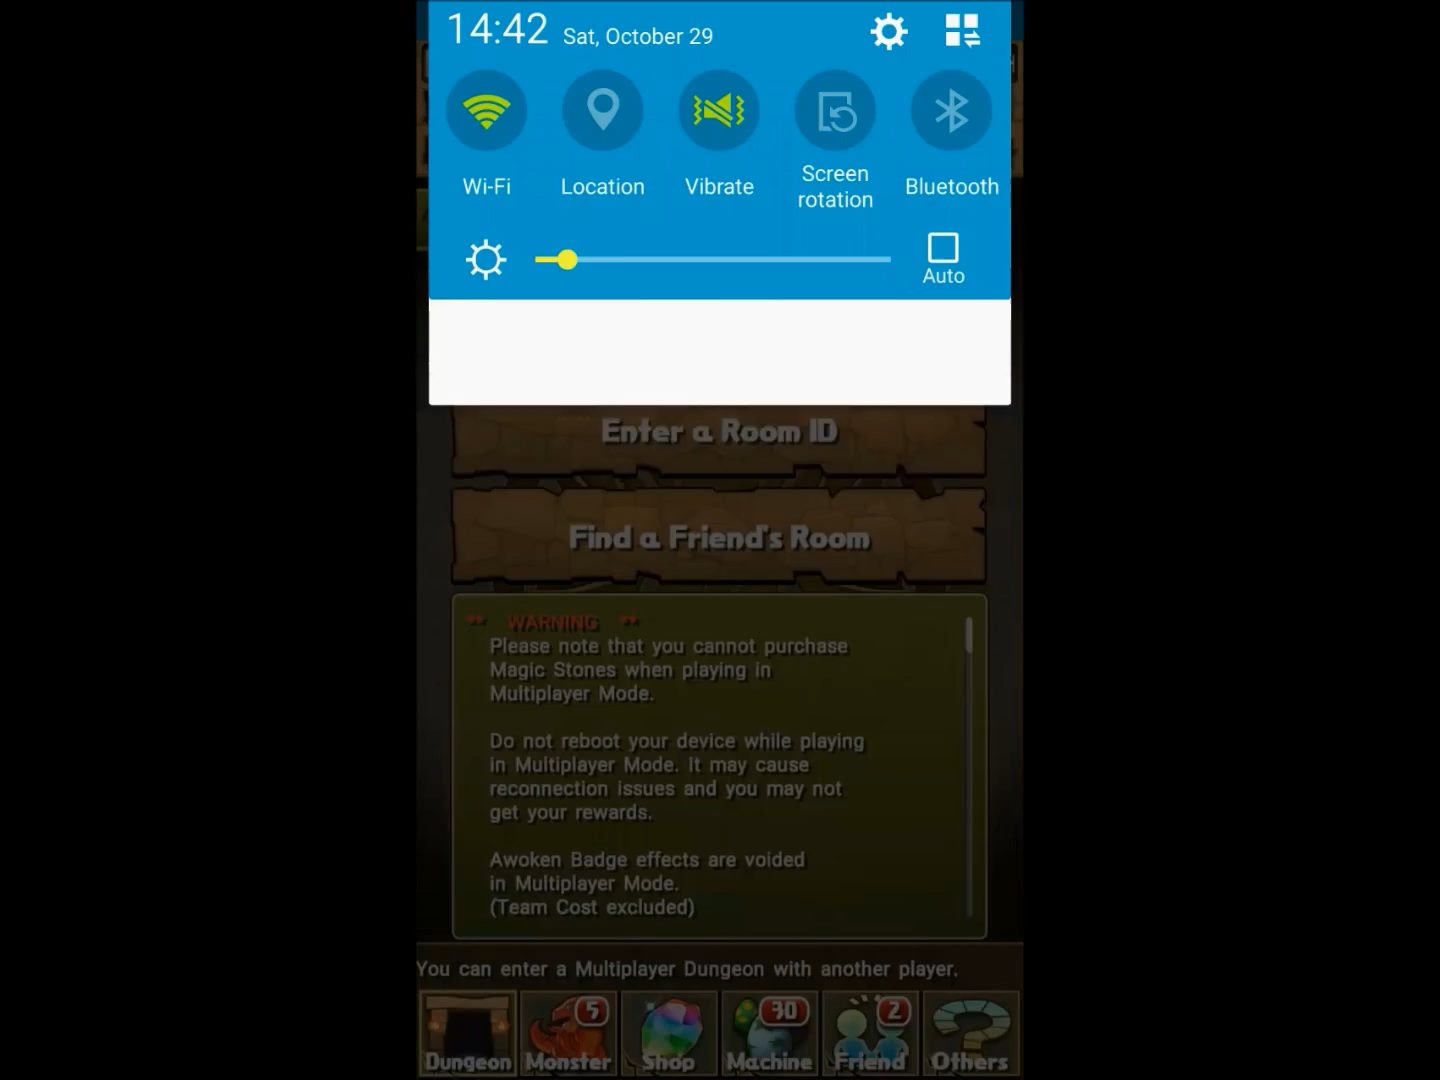 14:42 Sat, October 29
Wi-Fi
Location
Vibrate
Screen
rotation
Bluetooth
Auto
Enter a Room ID
Find a Friend's Room
** WARNING **
Please note that you cannot purchase
Magic Stones when playing in
Multiplayer Mode.
Do not reboot your device while playing
in Multiplayer Mode. It may cause
reconnection issues and you may not
get your rewards.
Awoken Badge effects are voided
in Multiplayer Mode.
(Team Cost excluded)
You can enter a Multiplayer Dungeon with another player.
5
30
2
Dungeon
Monster
Shop
Machine
Friend
Others